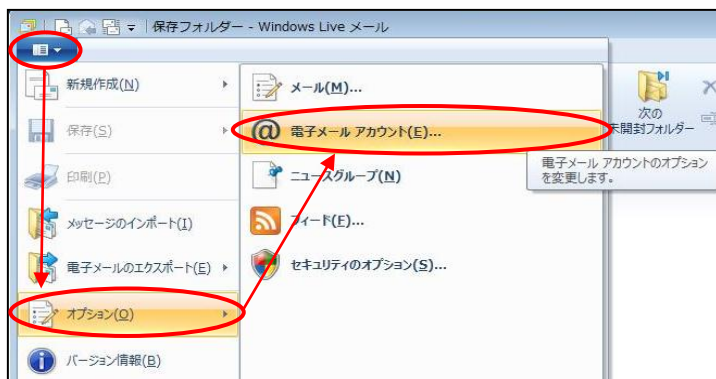 保存フォルダー - Windows Live メール
新規作成(N)
保存(S)
印刷(P)
メッセージのインポート(I)
電子メールのエクスポート(E)
オプション(O)
バージョン情報(B)
メール(M)...
電子メール アカウント(E)...
ニュースグループ(N)
フィード(F)...
セキュリティのオプション(S)...
次の
未開封フォルダー
電子メール アカウントのオプション
を変更します。